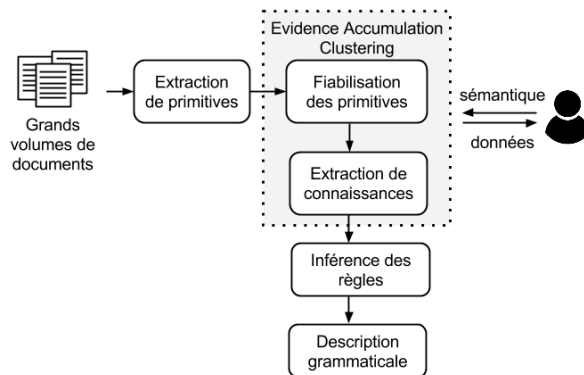 Evidence Accumulation
Clustering
Grands
volumes de
documents
Extraction
de primitives
Fiabilisation
des primitives
Extraction de
connaissances
sémantique
données
Inférence des
règles
Description
grammaticale